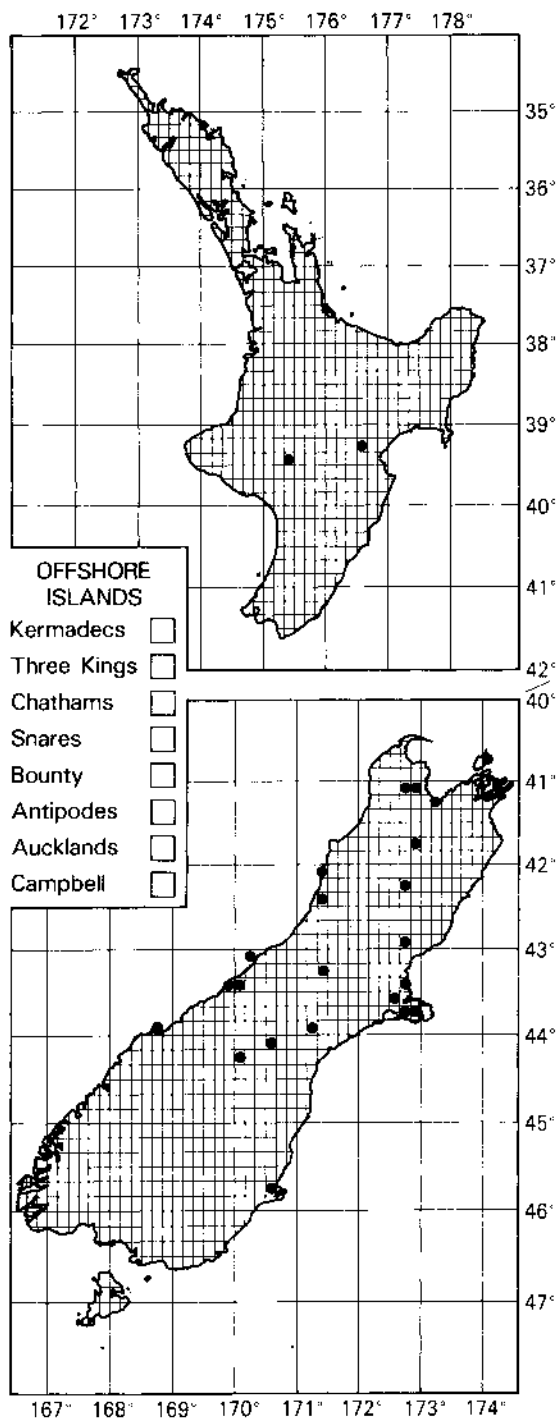 172° 173° 174° 175° 176° 177° 178°
35°
36°
37°
38°
39°
40°
41°
42°
OFFSHORE
ISLANDS
Kermadecs
Three Kings
Chathams
Snares
Bounty
Antipodes
Aucklands
Campbell
40°
41°
42°
43°
44°
45°
46°
47°
167° 168° 169° 170° 171° 172° 173° 174°